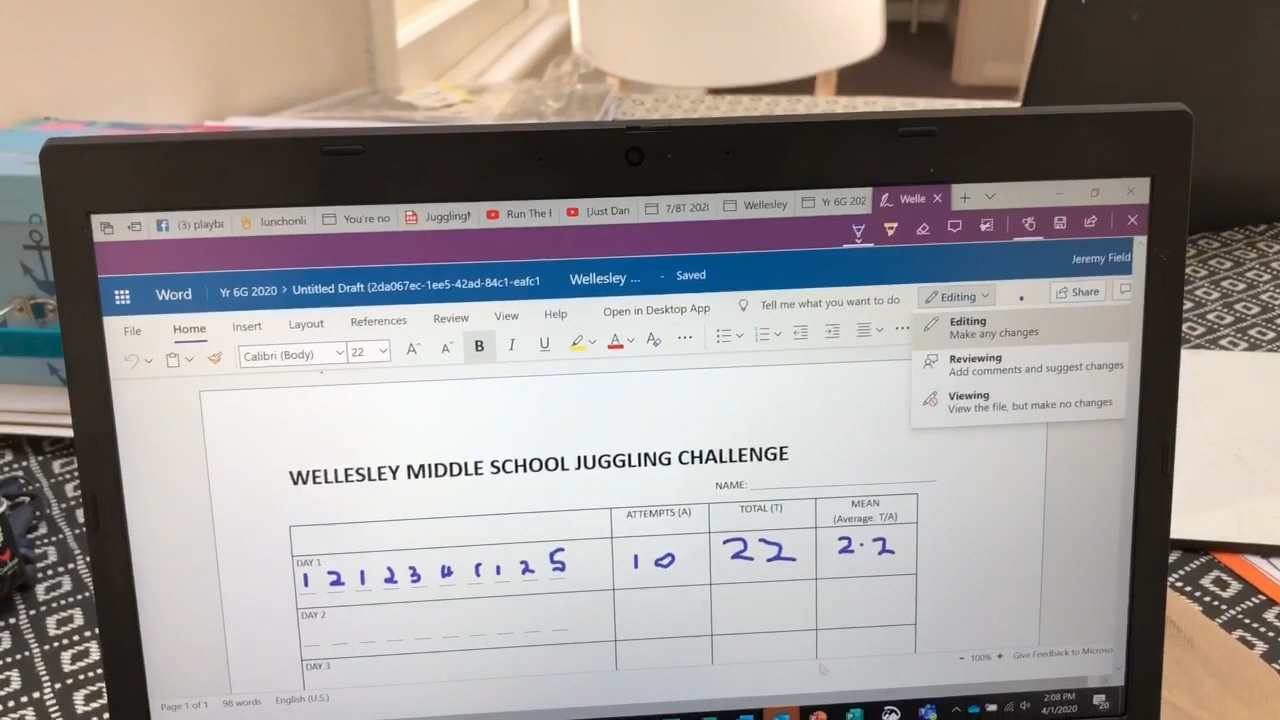 (3) playba lunchonli You're no Juggling! Run The I [Just Dan 7/8T 202( Wellesley Yr 6G 202 Welle
Word Yr 6G 2020 > Untitled Draft (2da067ec-1ee5-42ad-84c1-eafc1 Wellesley ... - Saved Jeremy Field
File Home Insert Layout References Review View Help Open in Desktop App Tell me what you want to do Editing Share
Calibri (Body) 22 A A B I U A A
Editing
Make any changes
Reviewing
Add comments and suggest changes
Viewing
View the file, but make no changes
WELLESLEY MIDDLE SCHOOL JUGGLING CHALLENGE
NAME:
ATTEMPTS (A) TOTAL (T) MEAN
(Average: T/A)
DAY 1
1 2 1 2 3 4 1 1 2 5 10 22 2.2
DAY 2
DAY 3
Page 1 of 1 98 words English (U.S.) - 100% + Give Feedback to Microso
2:08 PM
4/1/2020 20